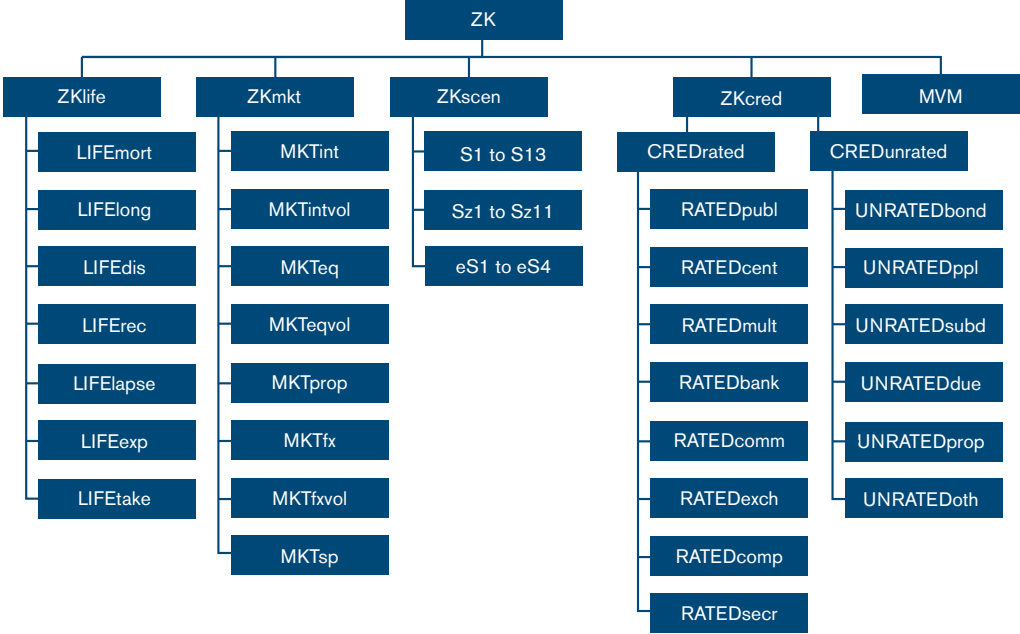 ZK
ZKlife
ZKmkt
ZKscen
ZKcred
MVM
LIFEmort
LIFElong
LIFEdis
LIFErec
LIFElapse
LIFEexp
LIFEtake
MKTint
MKTintvol
MKTeq
MKTeqvol
MKTprop
MKTfx
MKTfxvol
MKTsp
S1 to S13
Sz1 to Sz11
eS1 to eS4
CREDrated
RATEDpubl
RATEDcent
RATEDmult
RATEDbank
RATEDcomm
RATEDexch
RATEDcomp
RATEDsecr
CREDunrated
UNRATEDbond
UNRATEDppl
UNRATEDsubd
UNRATEDdue
UNRATEDprop
UNRATEDoth